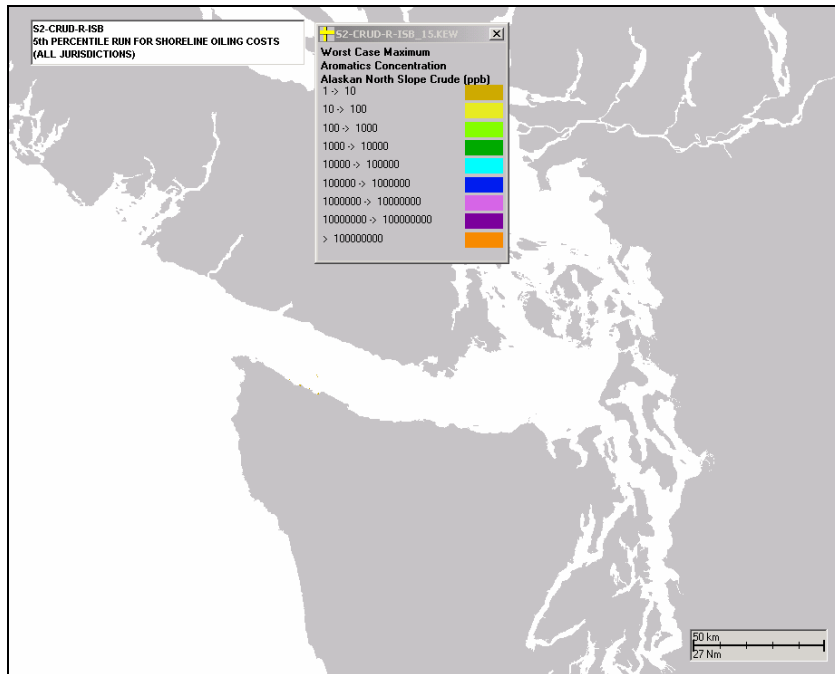 S2-CRUD-R-ISB
5th PERCENTILE RUN FOR SHORELINE OILING COSTS
(ALL JURISDICTIONS)
S2-CRUD-R-ISB_15.KEW
Worst Case Maximum
Aromatics Concentration
Alaskan North Slope Crude (ppb)
1 -> 10
10 -> 100
100 -> 1000
1000 -> 10000
10000 -> 100000
100000 -> 1000000
1000000 -> 10000000
10000000 -> 100000000
> 100000000
50 km
27 Nm